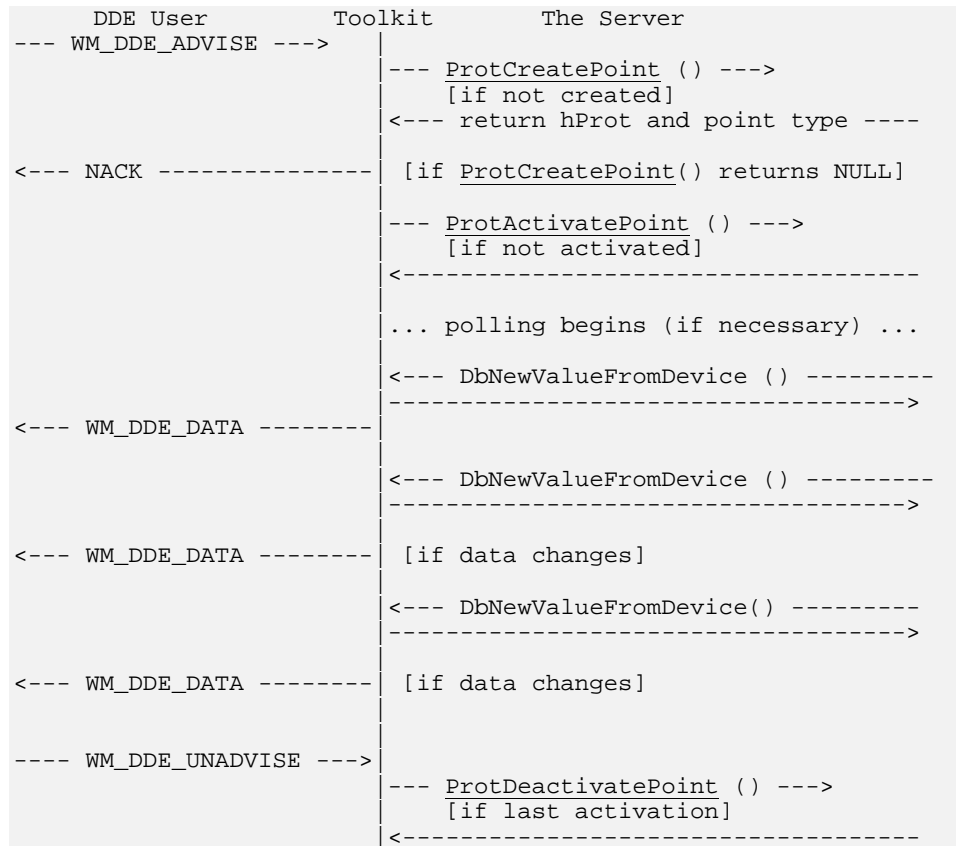 DDE User Toolkit The Server
--- WM_DDE_ADVISE ---> |
|--- ProtCreatePoint () --->
| [if not created]
|<--- return hProt and point type ----
|
<--- NACK ---------------| [if ProtCreatePoint() returns NULL]
|
|--- ProtActivatePoint () --->
| [if not activated]
|<-----------------------------------
|
|... polling begins (if necessary) ...
|
|<--- DbNewValueFromDevice () ---------
|------------------------------------>
<--- WM_DDE_DATA --------|
|
|<--- DbNewValueFromDevice () ---------
|------------------------------------>
|
<--- WM_DDE_DATA --------| [if data changes]
|
|<--- DbNewValueFromDevice() ---------
|------------------------------------>
|
<--- WM_DDE_DATA --------| [if data changes]
|
|
---- WM_DDE_UNADVISE --->|
|--- ProtDeactivatePoint () --->
| [if last activation]
|<-----------------------------------